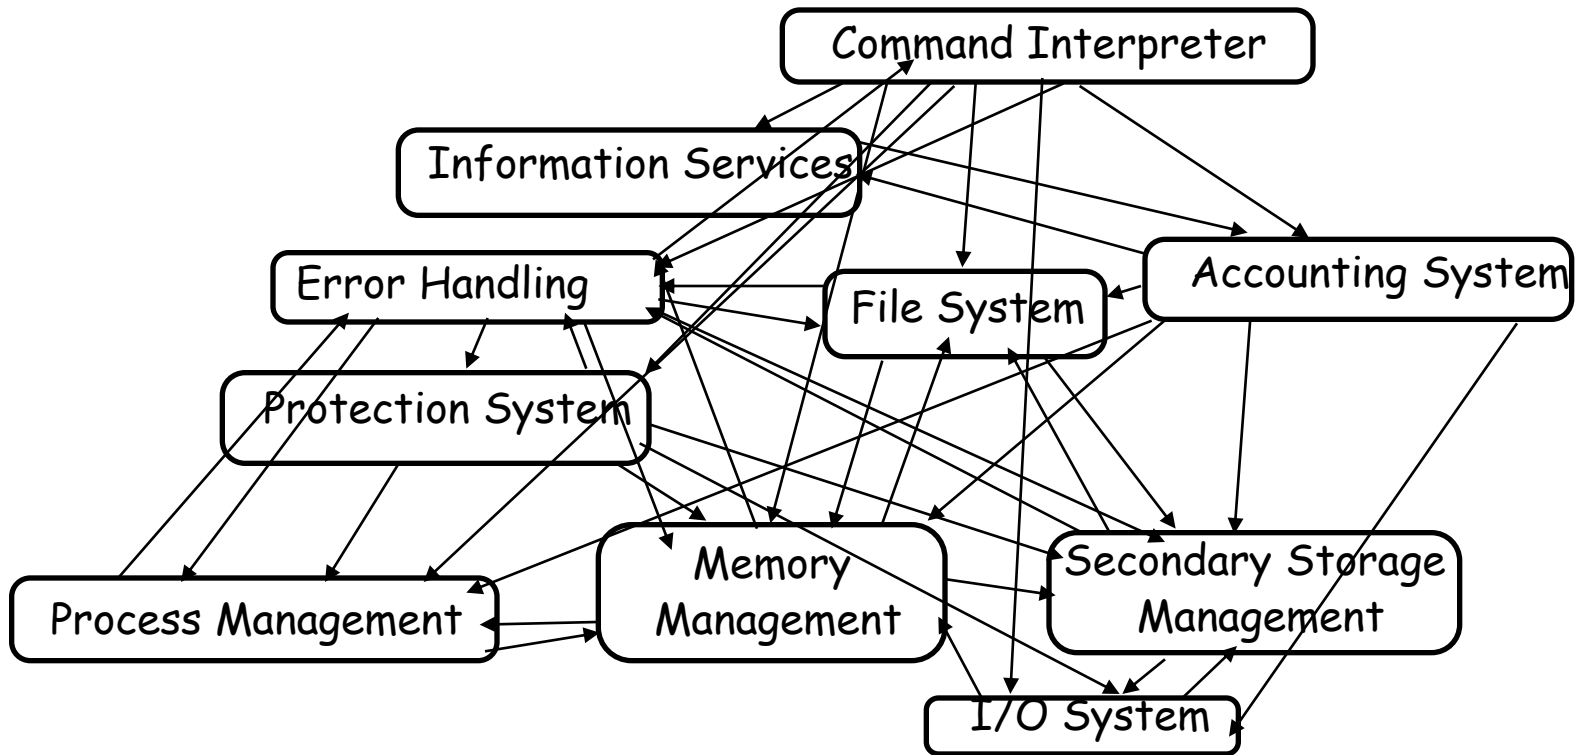 Command Interpreter
Information Services
Error Handling
Accounting System
File System
Protection System
Memory
Management
Secondary Storage
Management
Process Management
I/O System